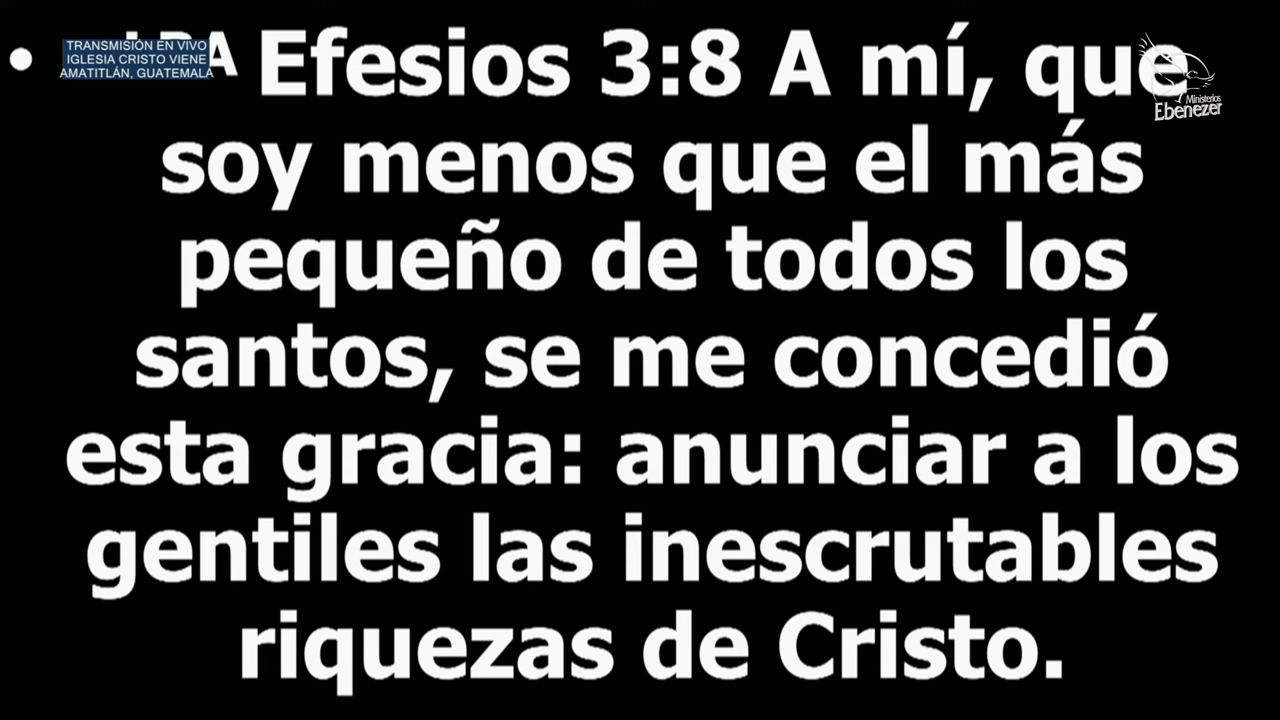 TRANSMISIÓN EN VIVO
IGLESIA CRISTO VIENE
AMATITLÁN, GUATEMALA
• Efesios 3:8 A mí, que
soy menos que el más
pequeño de todos los
santos, se me concedió
esta gracia: anunciar a los
gentiles las inescrutables
riquezas de Cristo.
Ministerios
Ebenezer